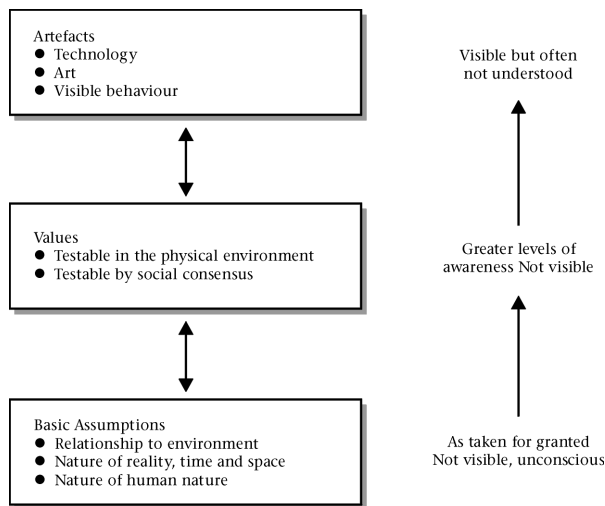 Artefacts
● Technology
● Art
● Visible behaviour
Visible but often
not understood
Values
● Testable in the physical environment
● Testable by social consensus
Greater levels of
awareness Not visible
Basic Assumptions
● Relationship to environment
● Nature of reality, time and space
● Nature of human nature
As taken for granted
Not visible, unconscious